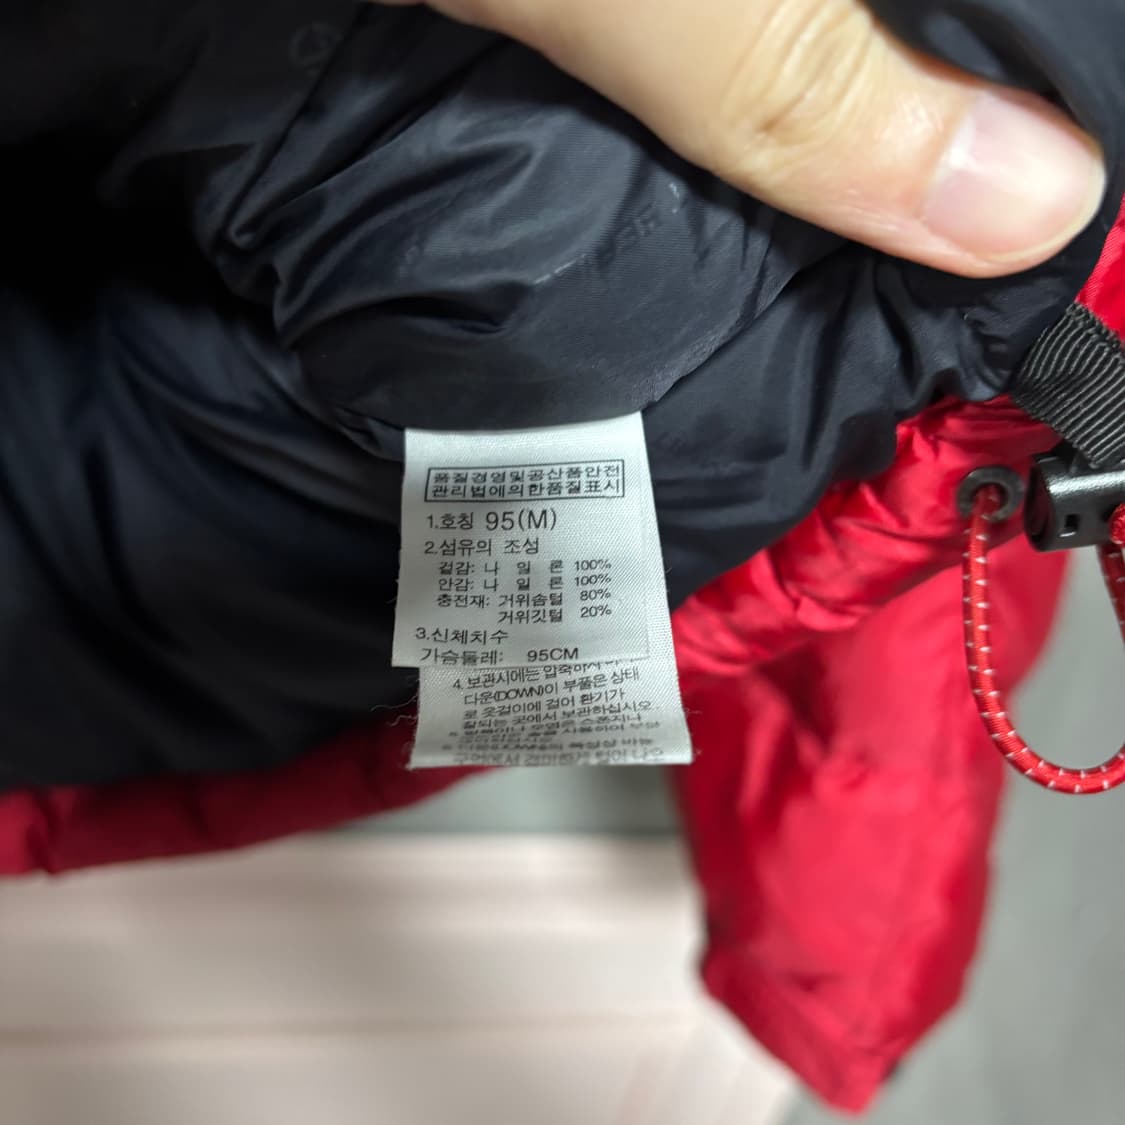 품질경영및공산품안전
관리법에의한품질표시
1.호칭 95(M)
2.섬유의 조성
겉감: 나 일 론 100%
안감: 나 일 론 100%
충전재: 거위솜털 80%
거위깃털 20%
3.신체치수
가슴둘레: 95CM
4. 보관시에는 압축하지
다운(DOWN)이 부풀은 상태
로 옷걸이에 걸어 환기가
잘되는 곳에서 보관하십시오